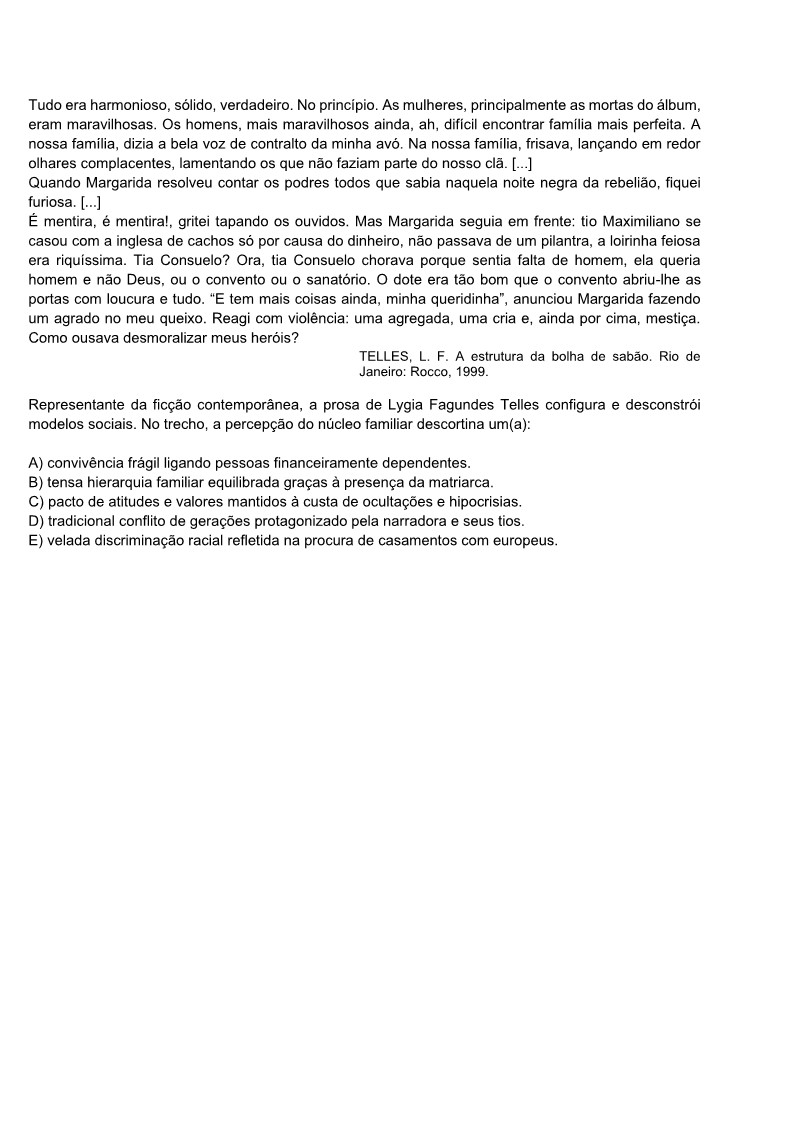 Tudo era harmonioso, sólido, verdadeiro. No princípio. As mulheres, principalmente as mortas do álbum,
eram maravilhosas. Os homens, mais maravilhosos ainda, ah, difícil encontrar família mais perfeita. A
nossa família, dizia a bela voz de contralto da minha avó. Na nossa família, frisava, lançando em redor
olhares complacentes, lamentando os que não faziam parte do nosso clã. [...]
Quando Margarida resolveu contar os podres todos que sabia naquela noite negra da rebelião, fiquei
furiosa. [...]
É mentira, é mentira!, gritei tapando os ouvidos. Mas Margarida seguia em frente: tio Maximiliano se
casou com a inglesa de cachos só por causa do dinheiro, não passava de um pilantra, a loirinha feiosa
era riquíssima. Tia Consuelo? Ora, tia Consuelo chorava porque sentia falta de homem, ela queria
homem e não Deus, ou o convento ou o sanatório. O dote era tão bom que o convento abriu-lhe as
portas com loucura e tudo. “E tem mais coisas ainda, minha queridinha”, anunciou Margarida fazendo
um agrado no meu queixo. Reagi com violência: uma agregada, uma cria e, ainda por cima, mestiça.
Como ousava desmoralizar meus heróis?
TELLES, L. F. A estrutura da bolha de sabão. Rio de
Janeiro: Rocco, 1999.
Representante da ficção contemporânea, a prosa de Lygia Fagundes Telles configura e desconstrói
modelos sociais. No trecho, a percepção do núcleo familiar descortina um(a):
A) convivência frágil ligando pessoas financeiramente dependentes.
B) tensa hierarquia familiar equilibrada graças à presença da matriarca.
C) pacto de atitudes e valores mantidos à custa de ocultações e hipocrisias.
D) tradicional conflito de gerações protagonizado pela narradora e seus tios.
E) velada discriminação racial refletida na procura de casamentos com europeus.